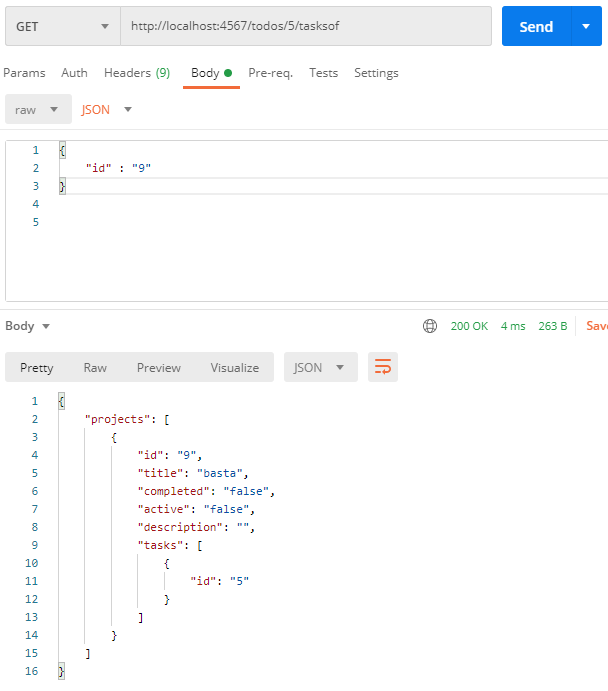 GET http://localhost:4567/todos/5/tasksof Send
Params Auth Headers (9) Body Pre-req. Tests Settings
raw JSON
1 {
2 "id" : "9"
3 }
4
5
Body 200 OK 4 ms 263 B Save
Pretty Raw Preview Visualize JSON
1 {
2 "projects": [
3 {
4 "id": "9",
5 "title": "basta",
6 "completed": "false",
7 "active": "false",
8 "description": "",
9 "tasks": [
10 {
11 "id": "5"
12 }
13 ]
14 }
15 ]
16 }